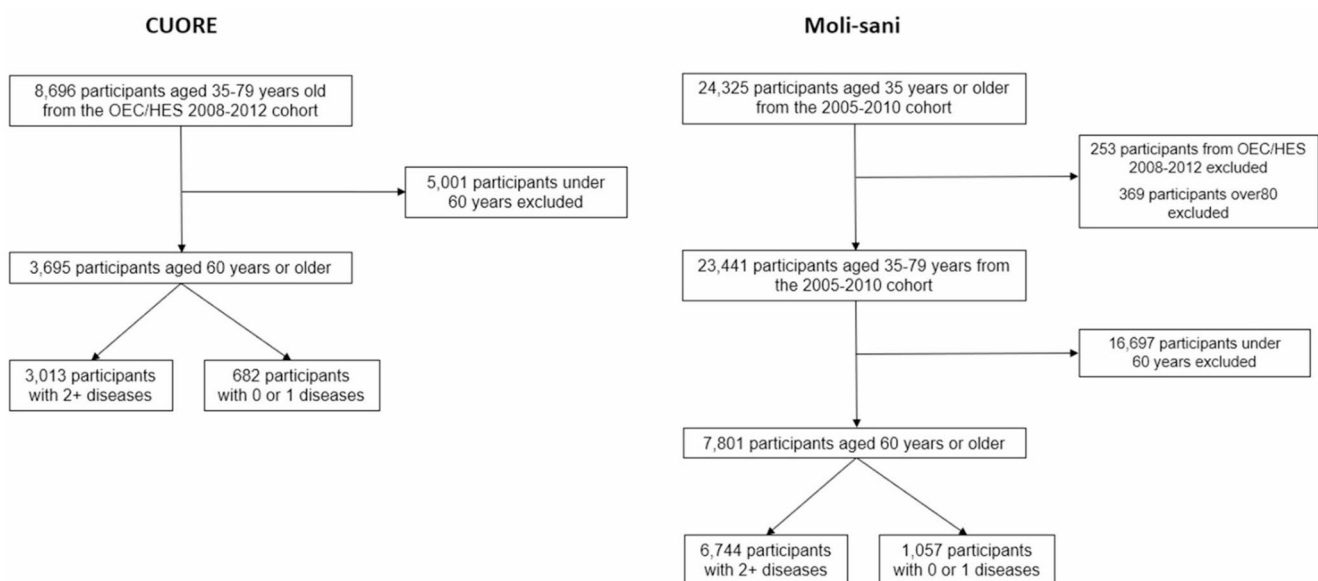 CUORE
8,696 participants aged 35-79 years old
from the OEC/HES 2008-2012 cohort
5,001 participants under
60 years excluded
3,695 participants aged 60 years or older
3,013 participants
with 2+ diseases
682 participants
with 0 or 1 diseases
Moli-sani
24,325 participants aged 35 years or older
from the 2005-2010 cohort
253 participants from OEC/HES
2008-2012 excluded
369 participants over80
excluded
23,441 participants aged 35-79 years from
the 2005-2010 cohort
16,697 participants under
60 years excluded
7,801 participants aged 60 years or older
6,744 participants
with 2+ diseases
1,057 participants
with 0 or 1 diseases